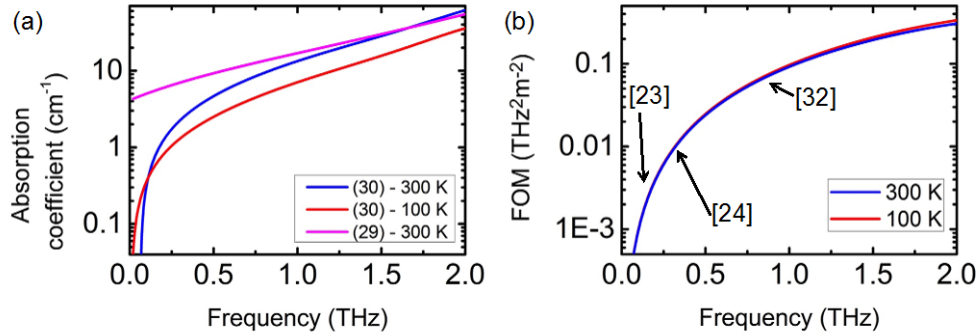 (a)
Absorption
coefficient (cm⁻¹)
10
1
0.1
(30) - 300 K
(30) - 100 K
(29) - 300 K
0.0 0.5 1.0 1.5 2.0
Frequency (THz)
(b)
FOM (THz²m⁻²)
0.1
0.01
1E-3
[23]
[32]
[24]
300 K
100 K
0.0 0.5 1.0 1.5 2.0
Frequency (THz)